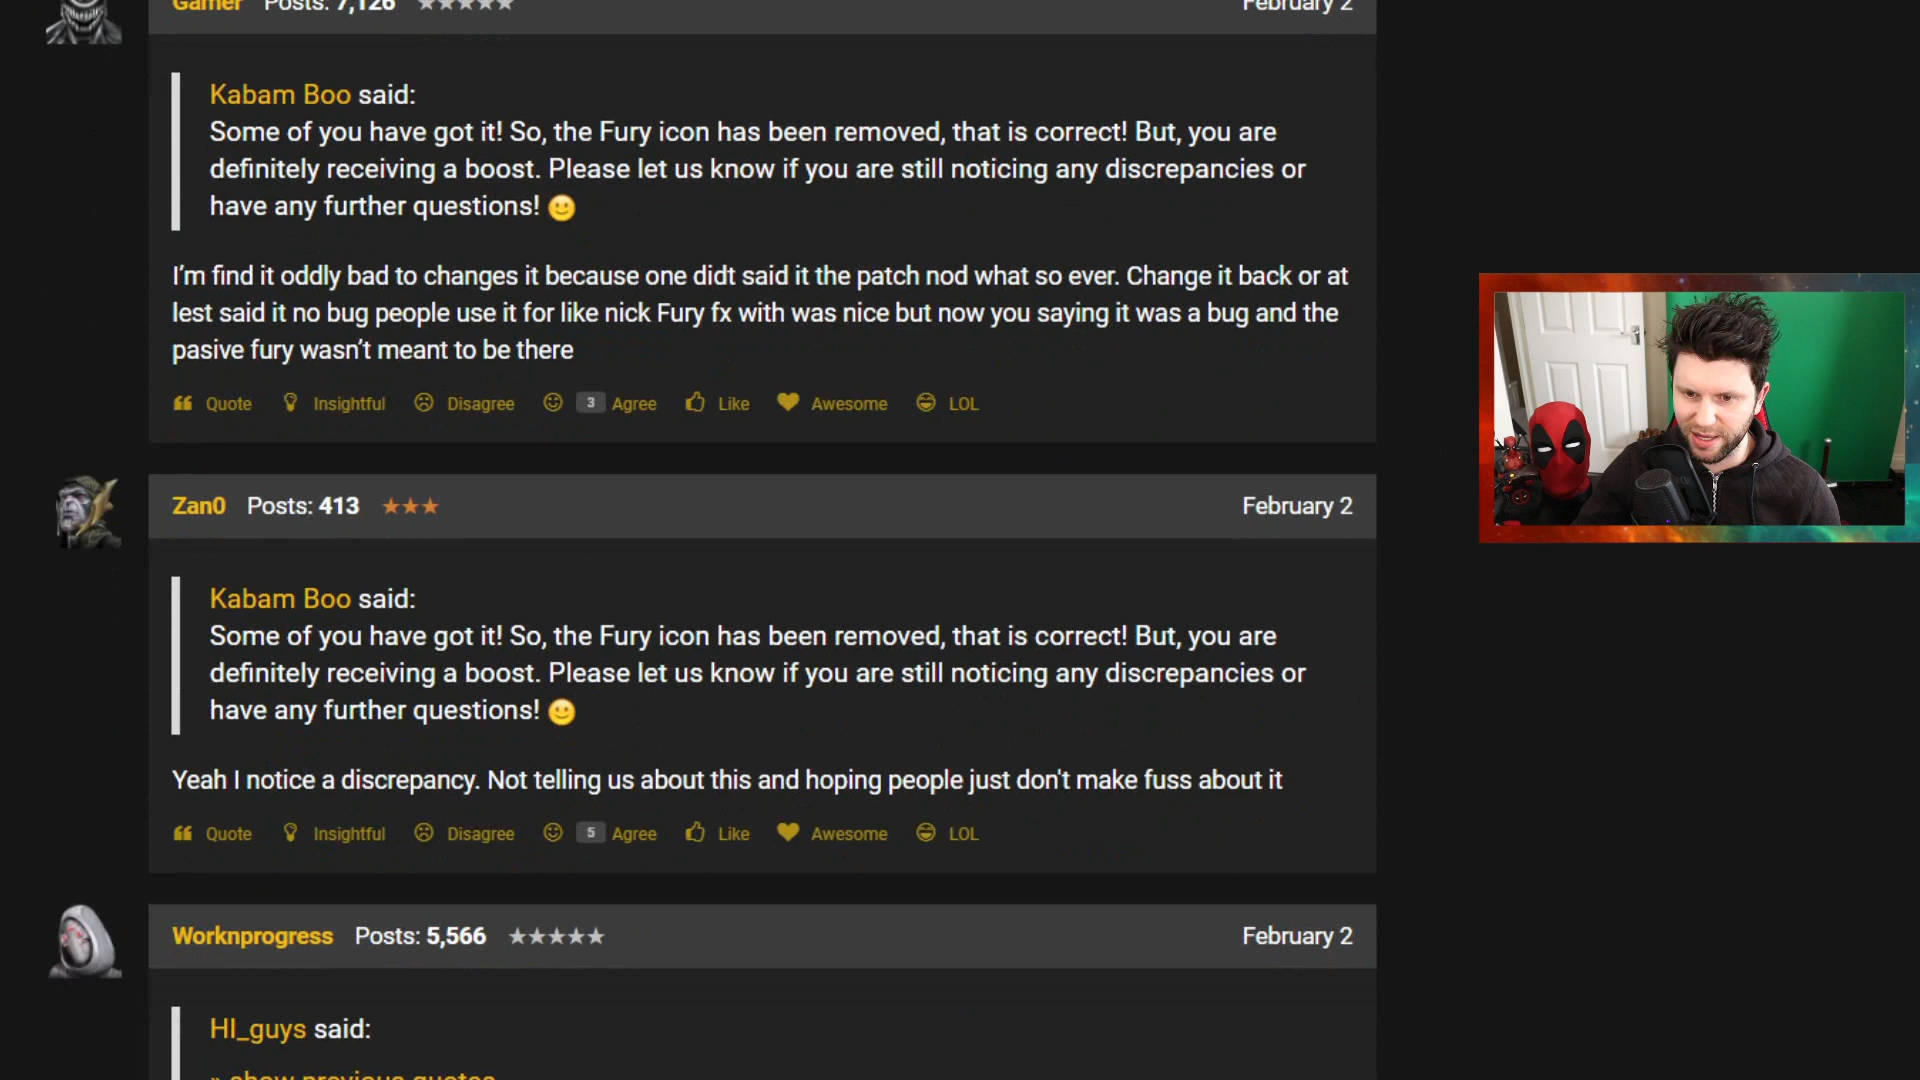 Gamer Posts: 7,126 February 2
Kabam Boo said:
Some of you have got it! So, the Fury icon has been removed, that is correct! But, you are
definitely receiving a boost. Please let us know if you are still noticing any discrepancies or
have any further questions! 🙂
I'm find it oddly bad to changes it because one didt said it the patch nod what so ever. Change it back or at
lest said it no bug people use it for like nick Fury fx with was nice but now you saying it was a bug and the
pasive fury wasn't meant to be there
Quote Insightful Disagree 3 Agree Like Awesome LOL
Zan0 Posts: 413 ★★★ February 2
Kabam Boo said:
Some of you have got it! So, the Fury icon has been removed, that is correct! But, you are
definitely receiving a boost. Please let us know if you are still noticing any discrepancies or
have any further questions! 🙂
Yeah I notice a discrepancy. Not telling us about this and hoping people just don't make fuss about it
Quote Insightful Disagree 5 Agree Like Awesome LOL
Worknprogress Posts: 5,566 ★★★★★ February 2
HI_guys said:
» show previous quotes